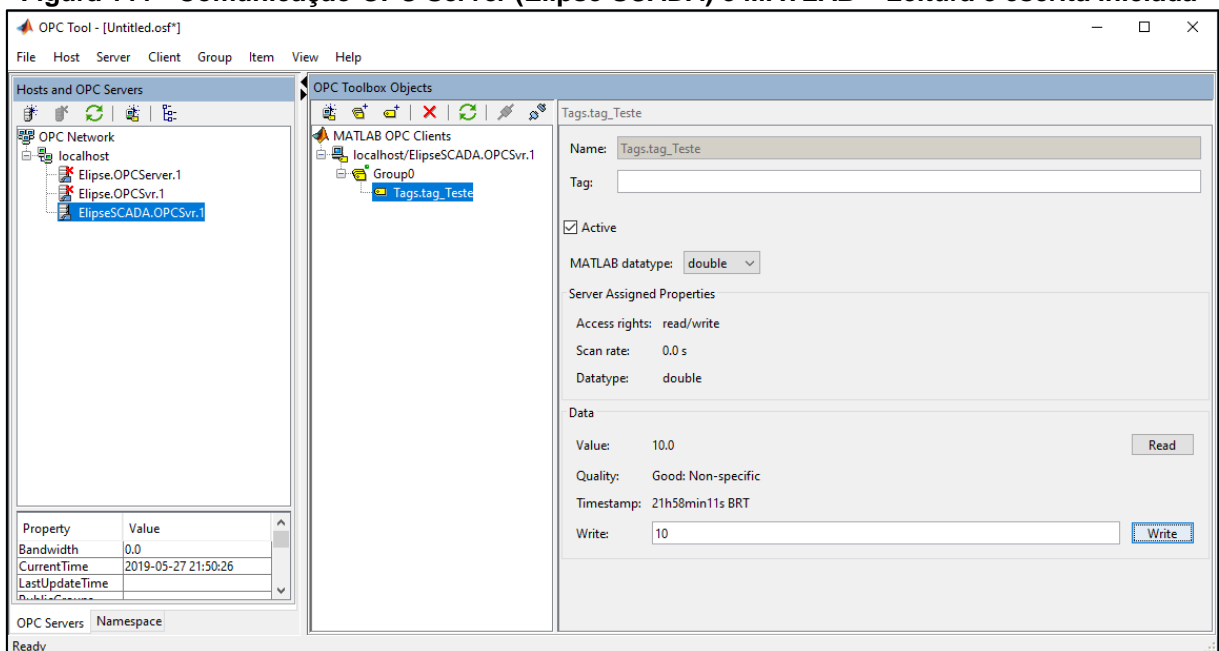 OPC Tool - [Untitled.osf*]
File Host Server Client Group Item View Help
Hosts and OPC Servers
OPC Network
localhost
Elipse.OPCServer.1
Elipse.OPCSvr.1
ElipseSCADA.OPCSvr.1
Property Value
Bandwidth 0.0
CurrentTime 2019-05-27 21:50:26
LastUpdateTime
OPC Servers Namespace
Ready
OPC Toolbox Objects
MATLAB OPC Clients
localhost/ElipseSCADA.OPCSvr.1
Group0
Tags.tag_Teste
Tags.tag_Teste
Name: Tags.tag_Teste
Tag:
Active
MATLAB datatype: double
Server Assigned Properties
Access rights: read/write
Scan rate: 0.0 s
Datatype: double
Data
Value: 10.0 Read
Quality: Good: Non-specific
Timestamp: 21h58min11s BRT
Write: 10 Write